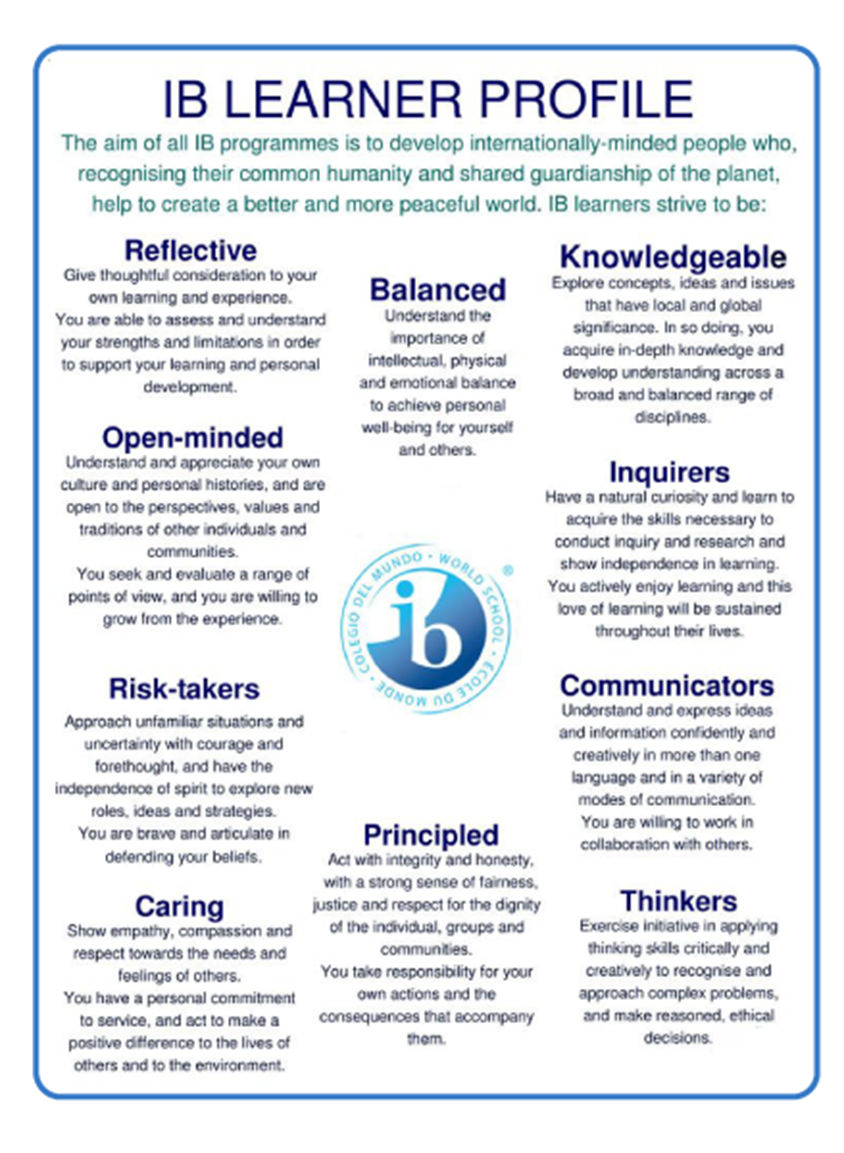 IB LEARNER PROFILE
The aim of all IB programmes is to develop internationally-minded people who,
recognising their common humanity and shared guardianship of the planet,
help to create a better and more peaceful world. IB learners strive to be:
Reflective
Give thoughtful consideration to your
own learning and experience.
You are able to assess and understand
your strengths and limitations in order
to support your learning and personal
development.
Open-minded
Understand and appreciate your own
culture and personal histories, and are
open to the perspectives, values and
traditions of other individuals and
communities.
You seek and evaluate a range of
points of view, and you are willing to
grow from the experience.
Risk-takers
Approach unfamiliar situations and
uncertainty with courage and
forethought, and have the
independence of spirit to explore new
roles, ideas and strategies.
You are brave and articulate in
defending your beliefs.
Caring
Show empathy, compassion and
respect towards the needs and
feelings of others.
You have a personal commitment
to service, and act to make a
positive difference to the lives of
others and to the environment.
Balanced
Understand the
importance of
intellectual, physical
and emotional balance
to achieve personal
well-being for yourself
and others.
COLEGIO DEL MUNDO · WORLD SCHOOL · ECOLE DU MONDE ·
®
ib
Principled
Act with integrity and honesty,
with a strong sense of fairness,
justice and respect for the dignity
of the individual, groups and
communities.
You take responsibility for your
own actions and the
consequences that accompany
them.
Knowledgeable
Explore concepts, ideas and issues
that have local and global
significance. In so doing, you
acquire in-depth knowledge and
develop understanding across a
broad and balanced range of
disciplines.
Inquirers
Have a natural curiosity and learn to
acquire the skills necessary to
conduct inquiry and research and
show independence in learning.
You actively enjoy learning and this
love of learning will be sustained
throughout their lives.
Communicators
Understand and express ideas
and information confidently and
creatively in more than one
language and in a variety of
modes of communication.
You are willing to work in
collaboration with others.
Thinkers
Exercise initiative in applying
thinking skills critically and
creatively to recognise and
approach complex problems,
and make reasoned, ethical
decisions.